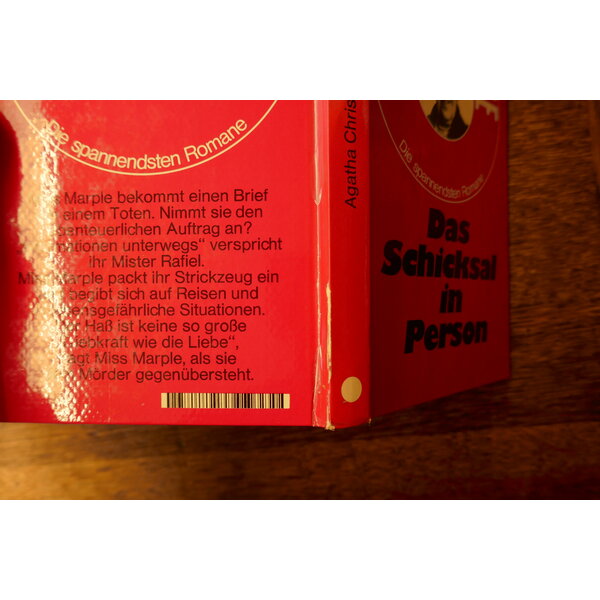 Die spannendsten Romane
Marple bekommt einen Brief
einem Toten. Nimmt sie den
Auftrag an?
unterwegs“ verspricht
ihr Mister Rafiel.
Miss Marple packt ihr Strickzeug ein
begibt sich auf Reisen und
Situationen.
Haß ist keine so große
wie die Liebe“,
Miss Marple, als sie
Mörder gegenübersteht.
Agatha Chris
Die spannendsten Romane
Das
Schicksal
in
Person